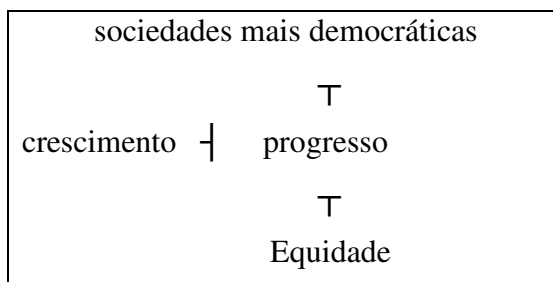 sociedades mais democráticas
┬
crescimento ┤ progresso
┬
Equidade